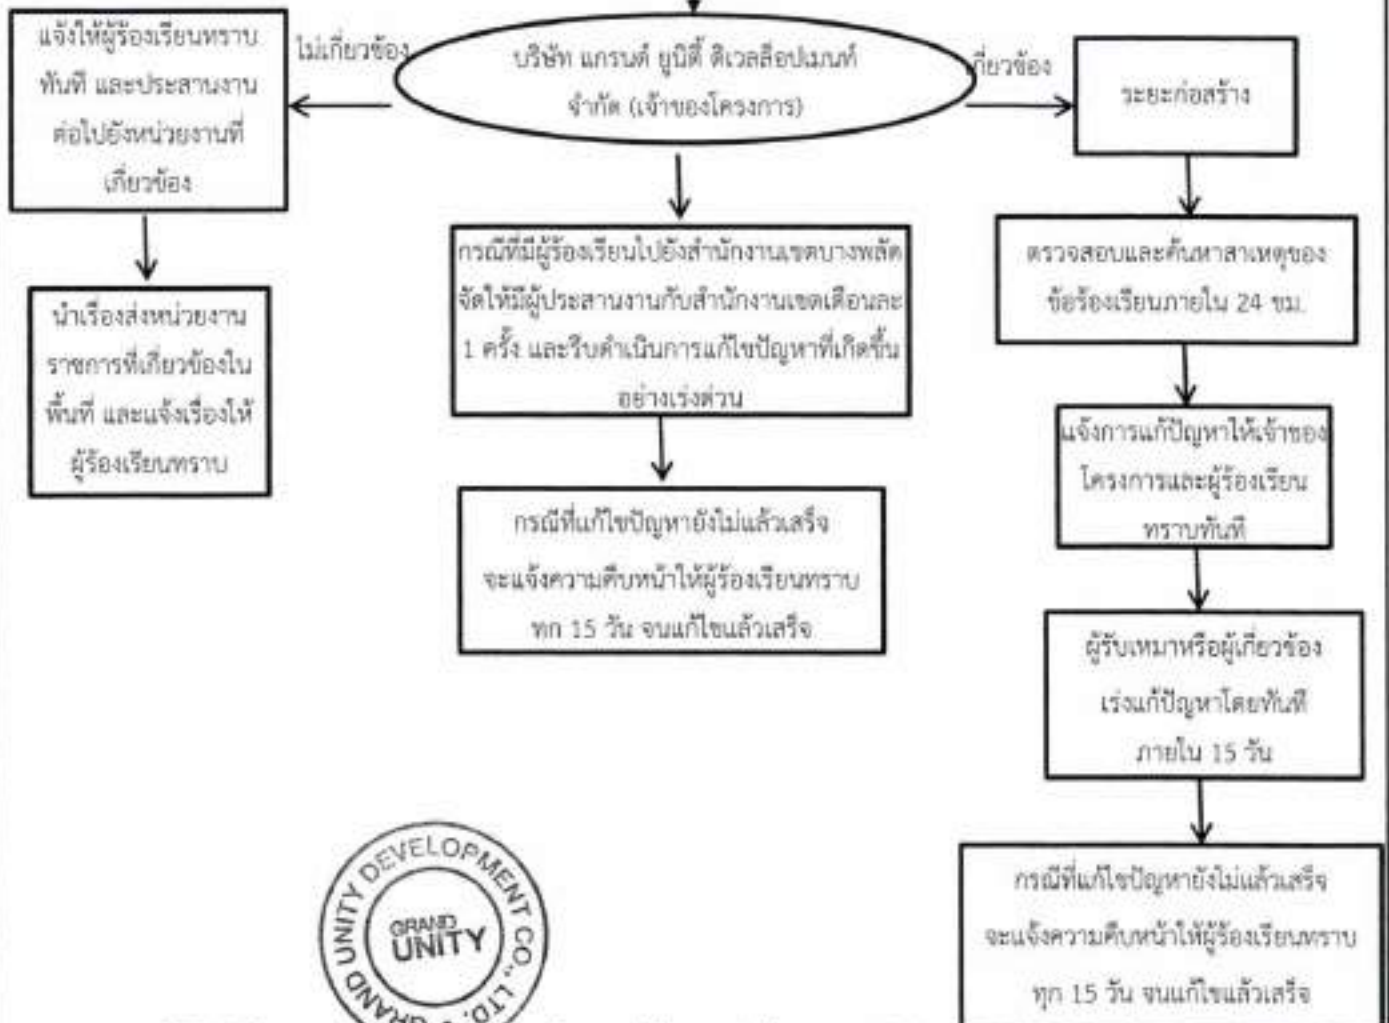 แจ้งให้ผู้ร้องเรียนทราบ
ทันที และประสานงาน
ต่อไปยังหน่วยงานที่
เกี่ยวข้อง
ไม่เกี่ยวข้อง
บริษัท แกรนด์ ยูนิตี้ ดิเวลล็อปเมนท์
จำกัด (เจ้าของโครงการ)
เกี่ยวข้อง
ระยะก่อสร้าง
นำเรื่องส่งหน่วยงาน
ราชการที่เกี่ยวข้องใน
พื้นที่ และแจ้งเรื่องให้
ผู้ร้องเรียนทราบ
กรณีที่มีผู้ร้องเรียนไปยังสำนักงานเขตบางพลัด
จัดให้มีผู้ประสานงานกับสำนักงานเขตเดือนละ
1 ครั้ง และรีบดำเนินการแก้ไขปัญหาที่เกิดขึ้น
อย่างเร่งด่วน
กรณีที่แก้ไขปัญหายังไม่แล้วเสร็จ
จะแจ้งความคืบหน้าให้ผู้ร้องเรียนทราบ
ทุก 15 วัน จนแก้ไขแล้วเสร็จ
ตรวจสอบและค้นหาสาเหตุของ
ข้อร้องเรียนภายใน 24 ชม.
แจ้งการแก้ปัญหาให้เจ้าของ
โครงการและผู้ร้องเรียน
ทราบทันที
ผู้รับเหมาหรือผู้เกี่ยวข้อง
เร่งแก้ปัญหาโดยทันที
ภายใน 15 วัน
กรณีที่แก้ไขปัญหายังไม่แล้วเสร็จ
จะแจ้งความคืบหน้าให้ผู้ร้องเรียนทราบ
ทุก 15 วัน จนแก้ไขแล้วเสร็จ
GRAND UNITY DEVELOPMENT CO., LTD.
GRAND
UNITY